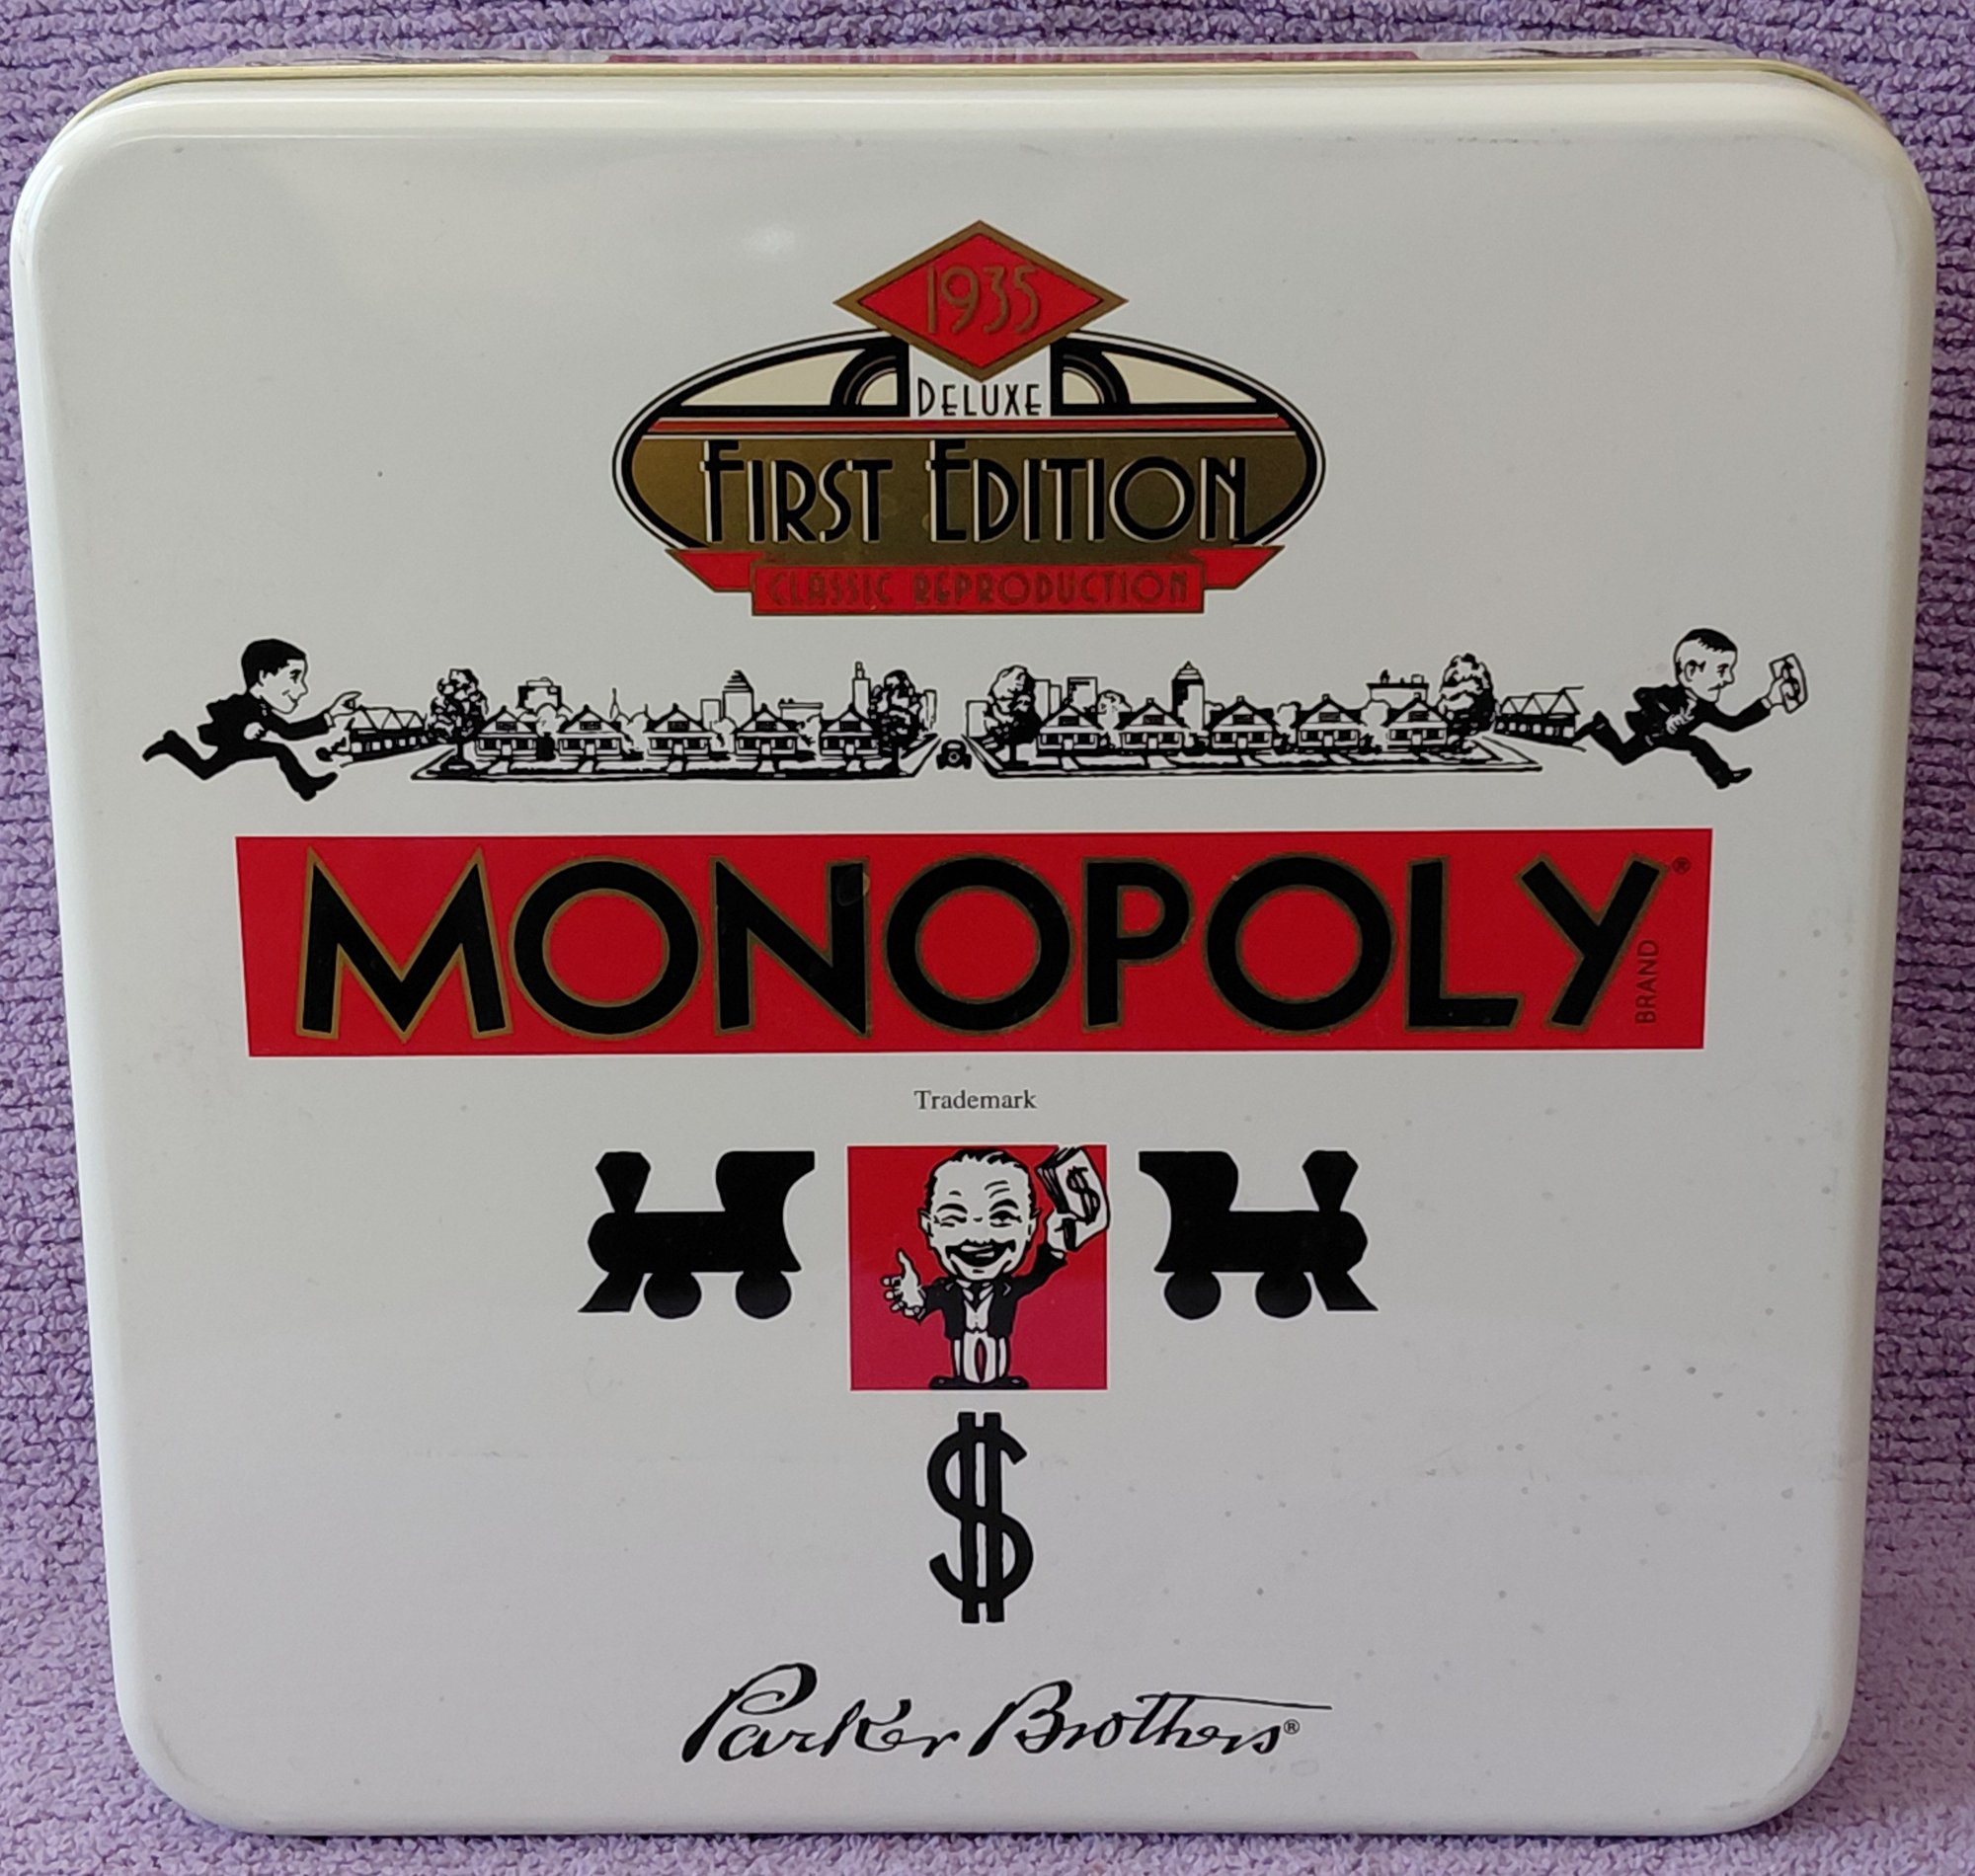 1935
DELUXE
FIRST EDITION
CLASSIC REPRODUCTION
$
MONOPOLY®
BRAND
Trademark
$
$
Parker Brothers®